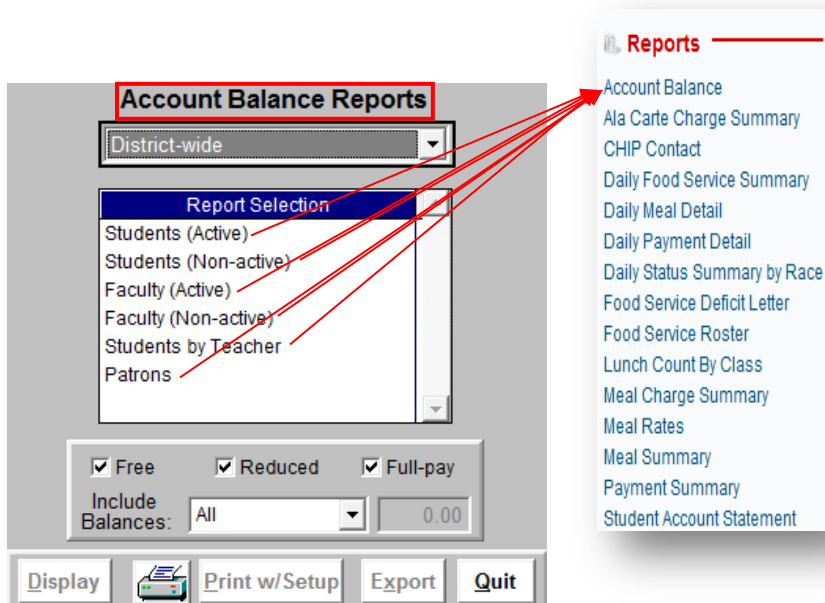 Account Balance Reports
District-wide
Report Selection
Students (Active)
Students (Non-active)
Faculty (Active)
Faculty (Non-active)
Students by Teacher
Patrons
Free Reduced Full-pay
Include Balances: All 0.00
Display Print w/Setup Export Quit
Reports
Account Balance
Ala Carte Charge Summary
CHIP Contact
Daily Food Service Summary
Daily Meal Detail
Daily Payment Detail
Daily Status Summary by Race
Food Service Deficit Letter
Food Service Roster
Lunch Count By Class
Meal Charge Summary
Meal Rates
Meal Summary
Payment Summary
Student Account Statement